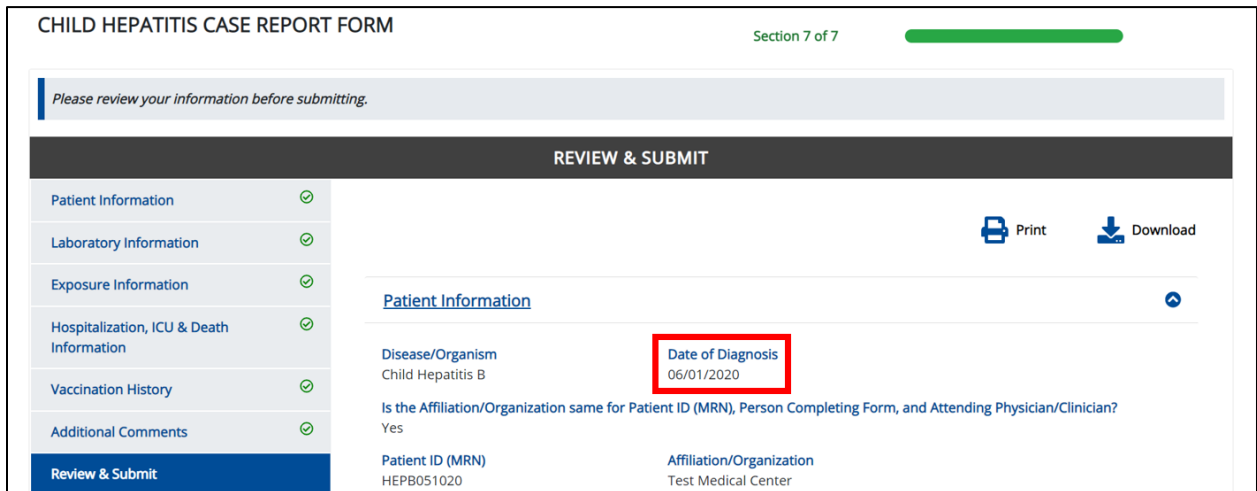 CHILD HEPATITIS CASE REPORT FORM
Section 7 of 7
Please review your information before submitting.
REVIEW & SUBMIT
Patient Information
Laboratory Information
Exposure Information
Hospitalization, ICU & Death
Information
Vaccination History
Additional Comments
Review & Submit
Print
Download
Patient Information
Disease/Organism
Child Hepatitis B
Date of Diagnosis
06/01/2020
Is the Affiliation/Organization same for Patient ID (MRN), Person Completing Form, and Attending Physician/Clinician?
Yes
Patient ID (MRN)
HEPB051020
Affiliation/Organization
Test Medical Center